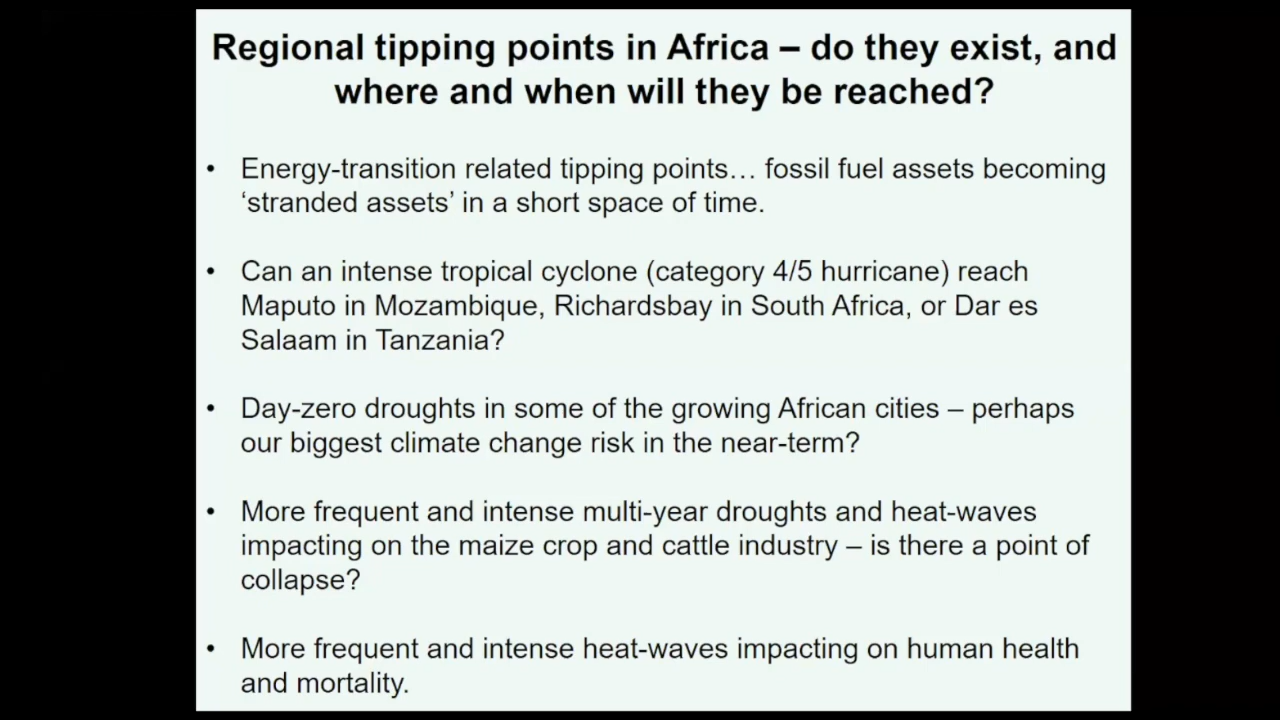 Regional tipping points in Africa – do they exist, and
where and when will they be reached?
• Energy-transition related tipping points… fossil fuel assets becoming
‘stranded assets’ in a short space of time.
• Can an intense tropical cyclone (category 4/5 hurricane) reach
Maputo in Mozambique, Richardsbay in South Africa, or Dar es
Salaam in Tanzania?
• Day-zero droughts in some of the growing African cities – perhaps
our biggest climate change risk in the near-term?
• More frequent and intense multi-year droughts and heat-waves
impacting on the maize crop and cattle industry – is there a point of
collapse?
• More frequent and intense heat-waves impacting on human health
and mortality.